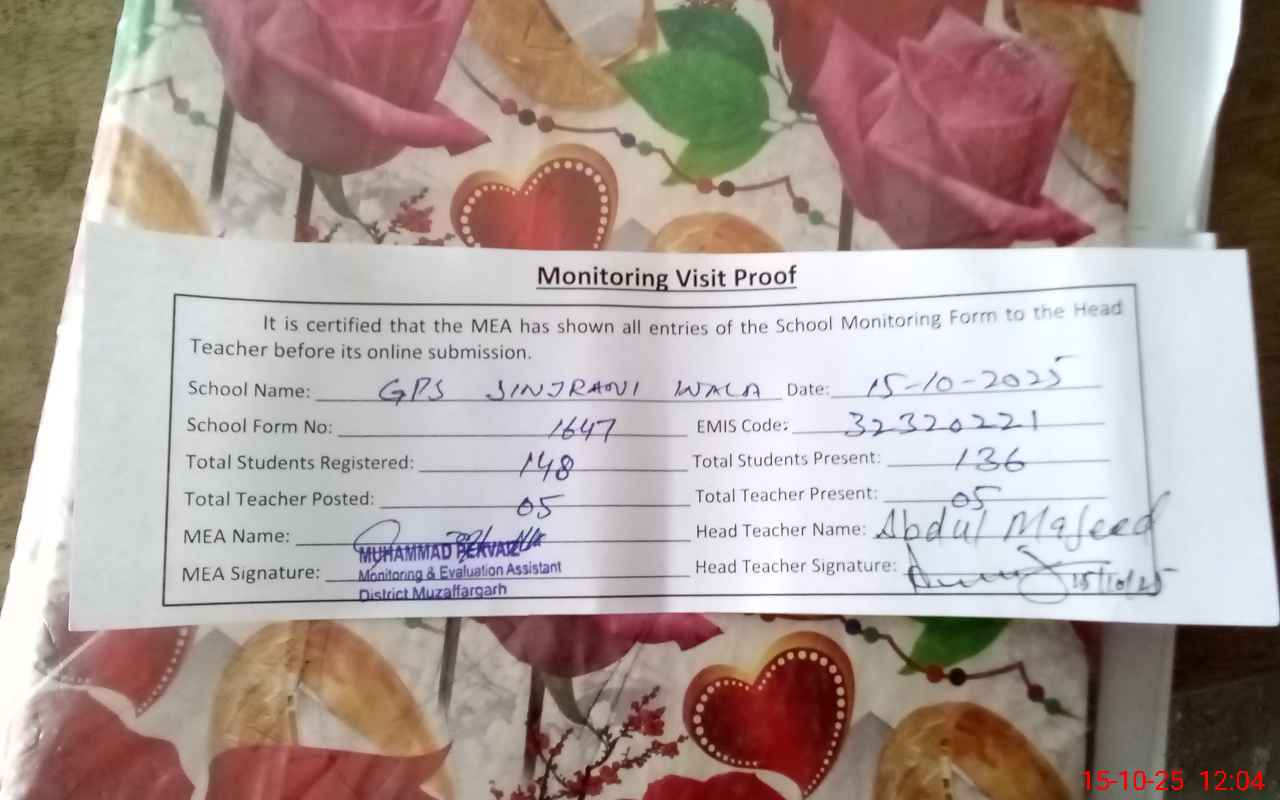 Monitoring Visit Proof
It is certified that the MEA has shown all entries of the School Monitoring Form to the Head
Teacher before its online submission.
School Name: GPS JINJRANI WALA Date: 15-10-2025
School Form No: 1647 EMIS Code: 32320221
Total Students Registered: 148 Total Students Present: 136
Total Teacher Posted: 05 Total Teacher Present: 05
MEA Name: MUHAMMAD PERVAIZ Head Teacher Name: Abdul Majeed
MEA Signature: Monitoring & Evaluation Assistant Head Teacher Signature: 15/10/25
District Muzaffargarh
15-10-25 12:04